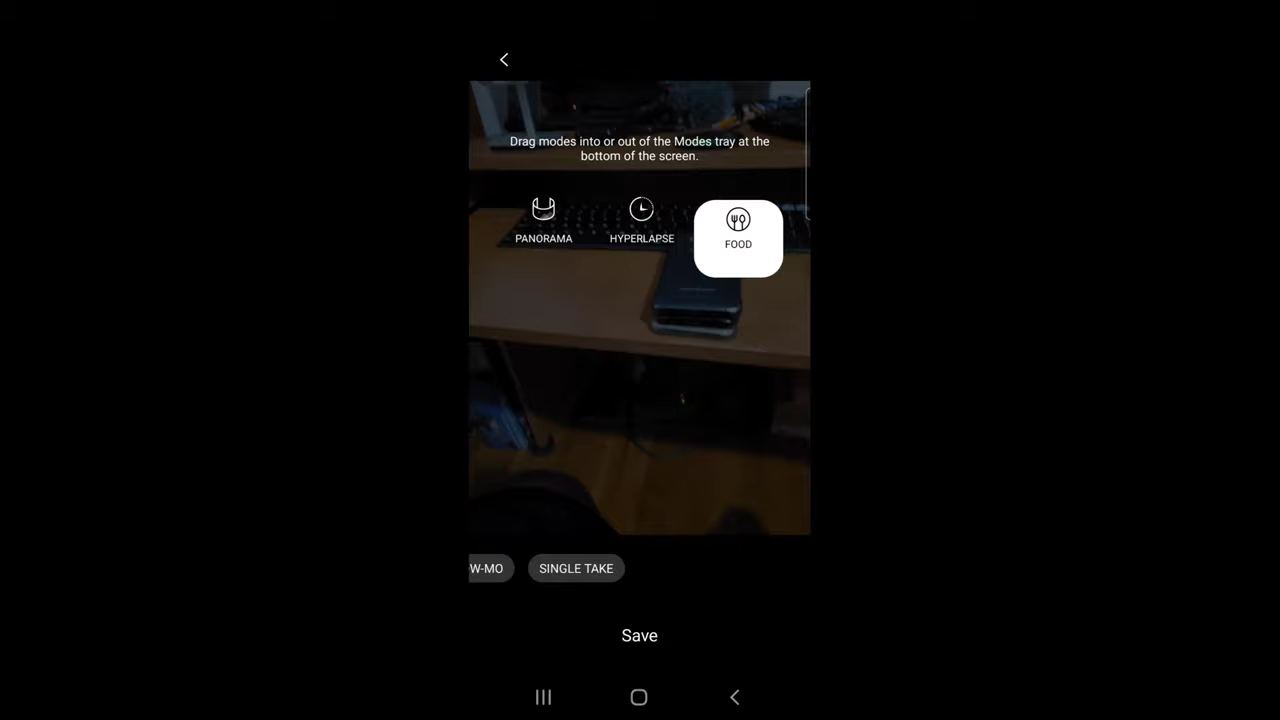 Drag modes into or out of the Modes tray at the
bottom of the screen.
PANORAMA
HYPERLAPSE
FOOD
W-MO
SINGLE TAKE
Save